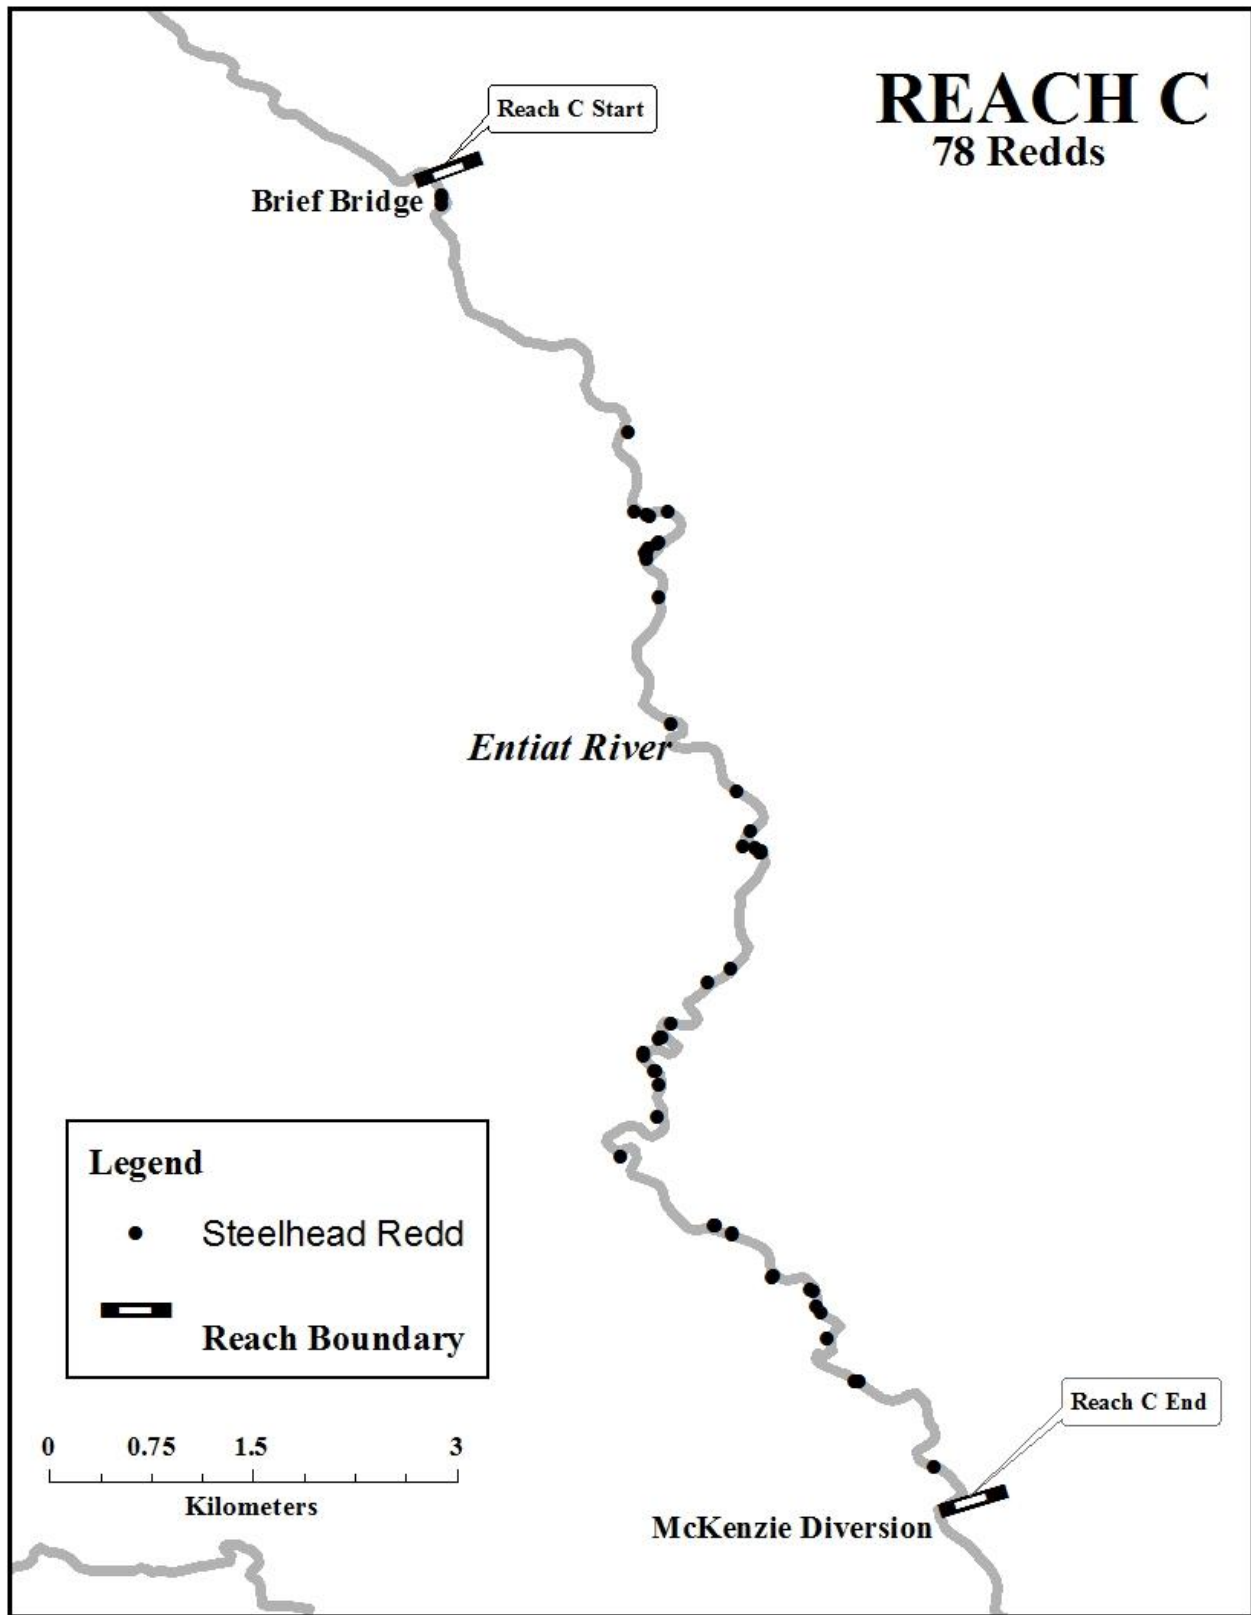 REACH C
78 Redds
Reach C Start
Brief Bridge
Entiat River
Legend
Steelhead Redd
Reach Boundary
Reach C End
0 0.75 1.5 3
Kilometers
McKenzie Diversion